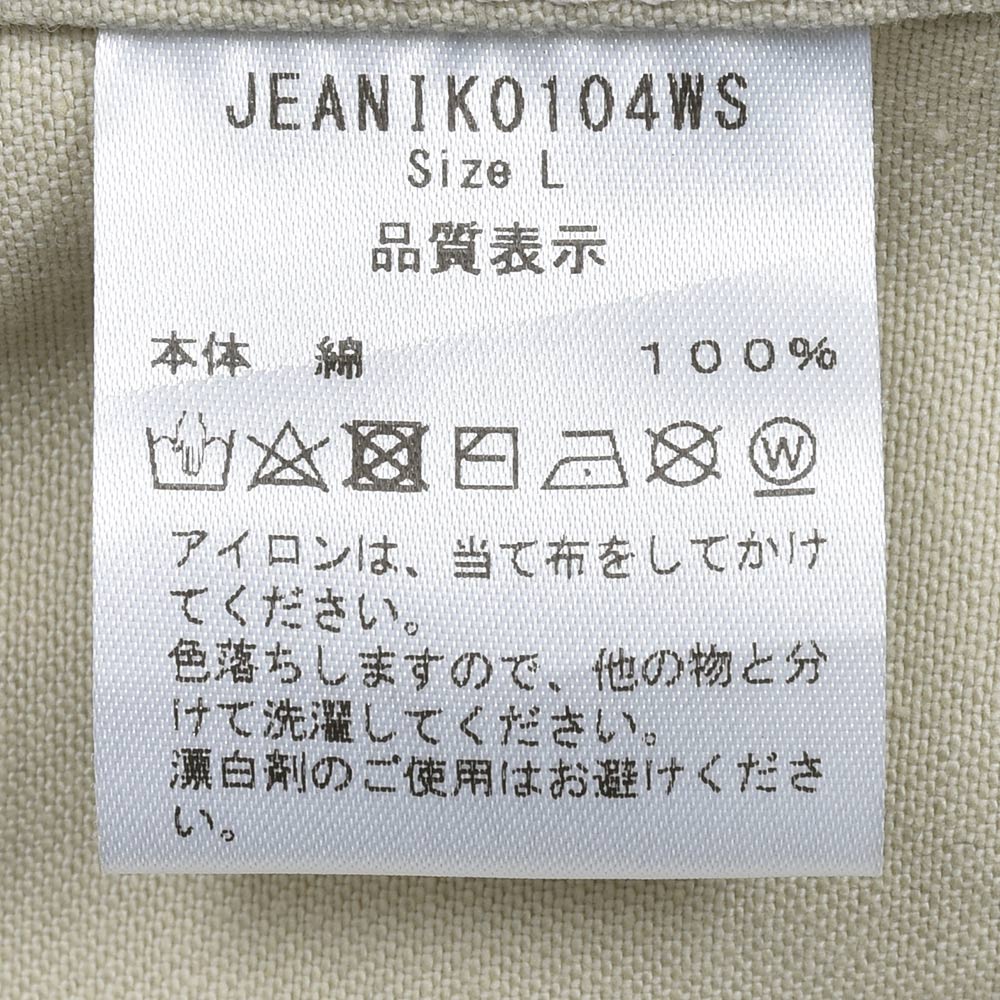 JEANIK0104WS
Size L
品質表示
本体 綿 100%
W
アイロンは、当て布をしてかけ
てください。
色落ちしますので、他の物と分
けて洗濯してください。
漂白剤のご使用はお避けくださ
い。